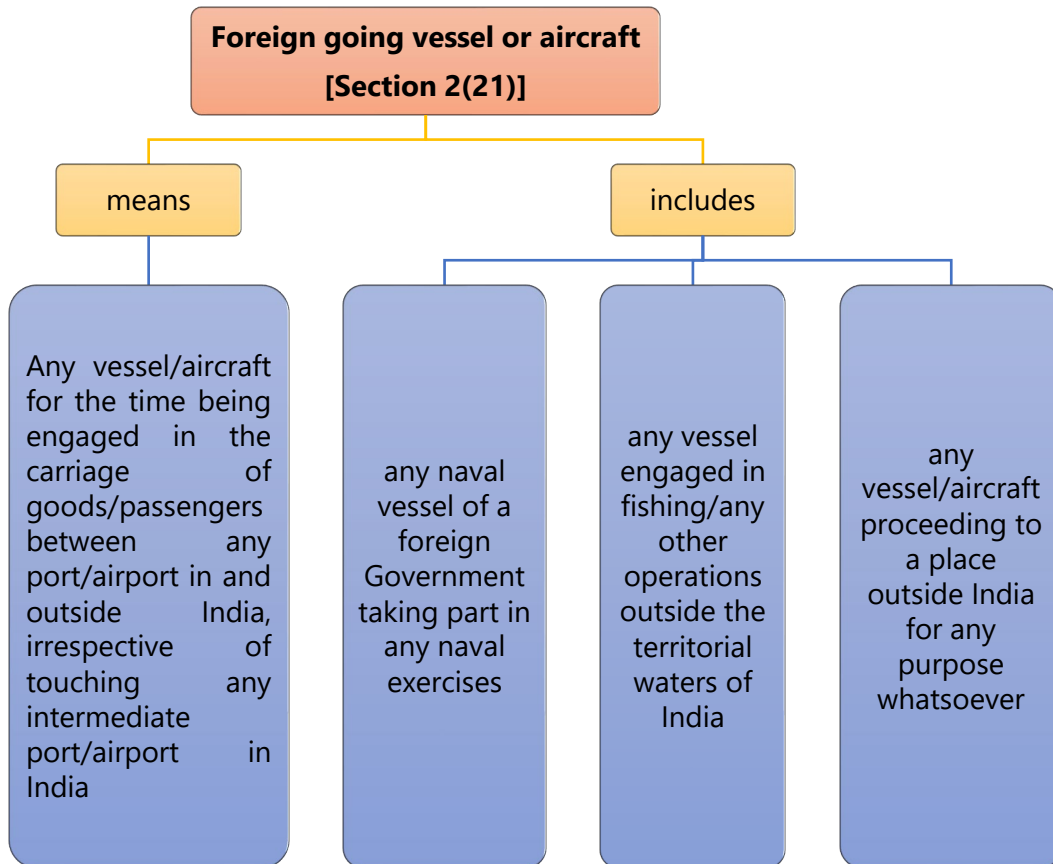 Foreign going vessel or aircraft
[Section 2(21)]
means
includes
Any vessel/aircraft
for the time being
engaged in the
carriage of
goods/passengers
between any
port/airport in and
outside India,
irrespective of
touching any
intermediate
port/airport in
India
any naval
vessel of a
foreign
Government
taking part in
any naval
exercises
any vessel
engaged in
fishing/any
other
operations
outside the
territorial
waters of
India
any
vessel/aircraft
proceeding to
a place
outside India
for any
purpose
whatsoever